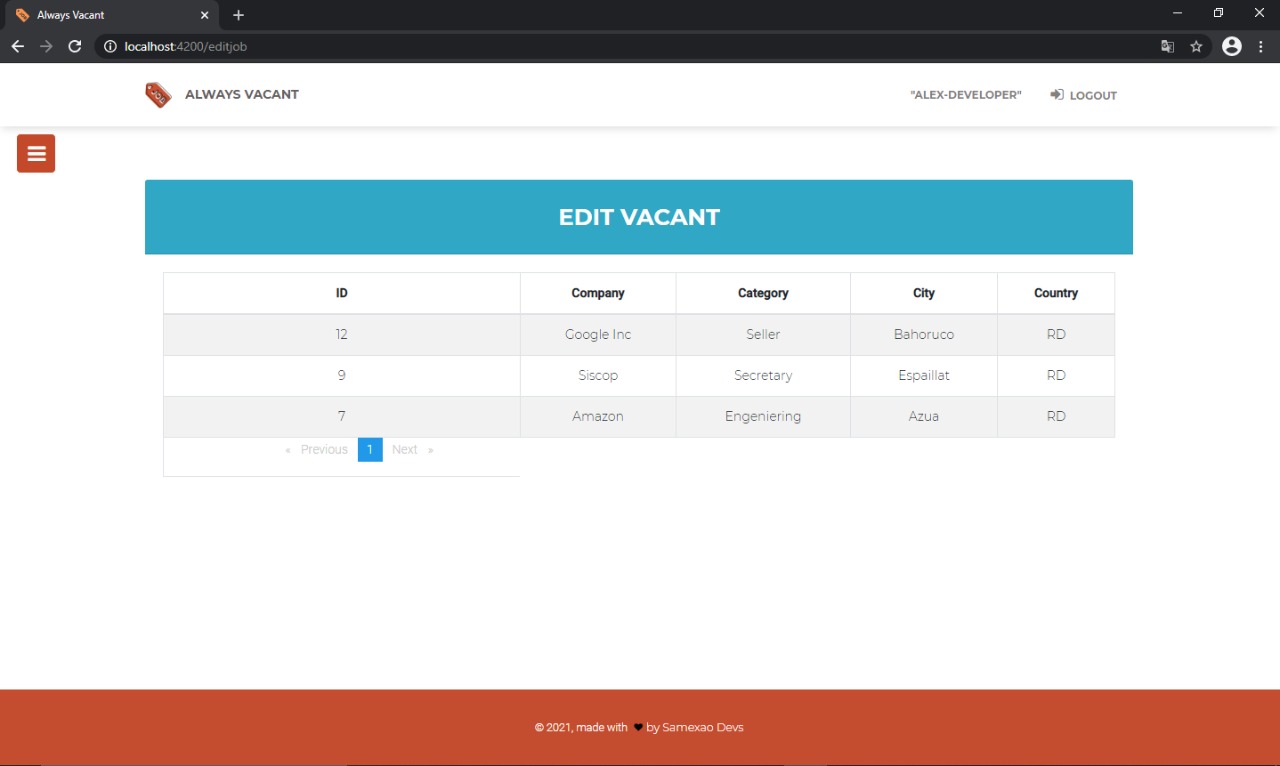 Always Vacant
localhost:4200/editjob
ALWAYS VACANT
"ALEX-DEVELOPER"
LOGOUT
EDIT VACANT
ID Company Category City Country
12 Google Inc Seller Bahoruco RD
9 Siscop Secretary Espaillat RD
7 Amazon Engeniering Azua RD
« Previous 1 Next »
© 2021, made with ♥ by Samexao Devs